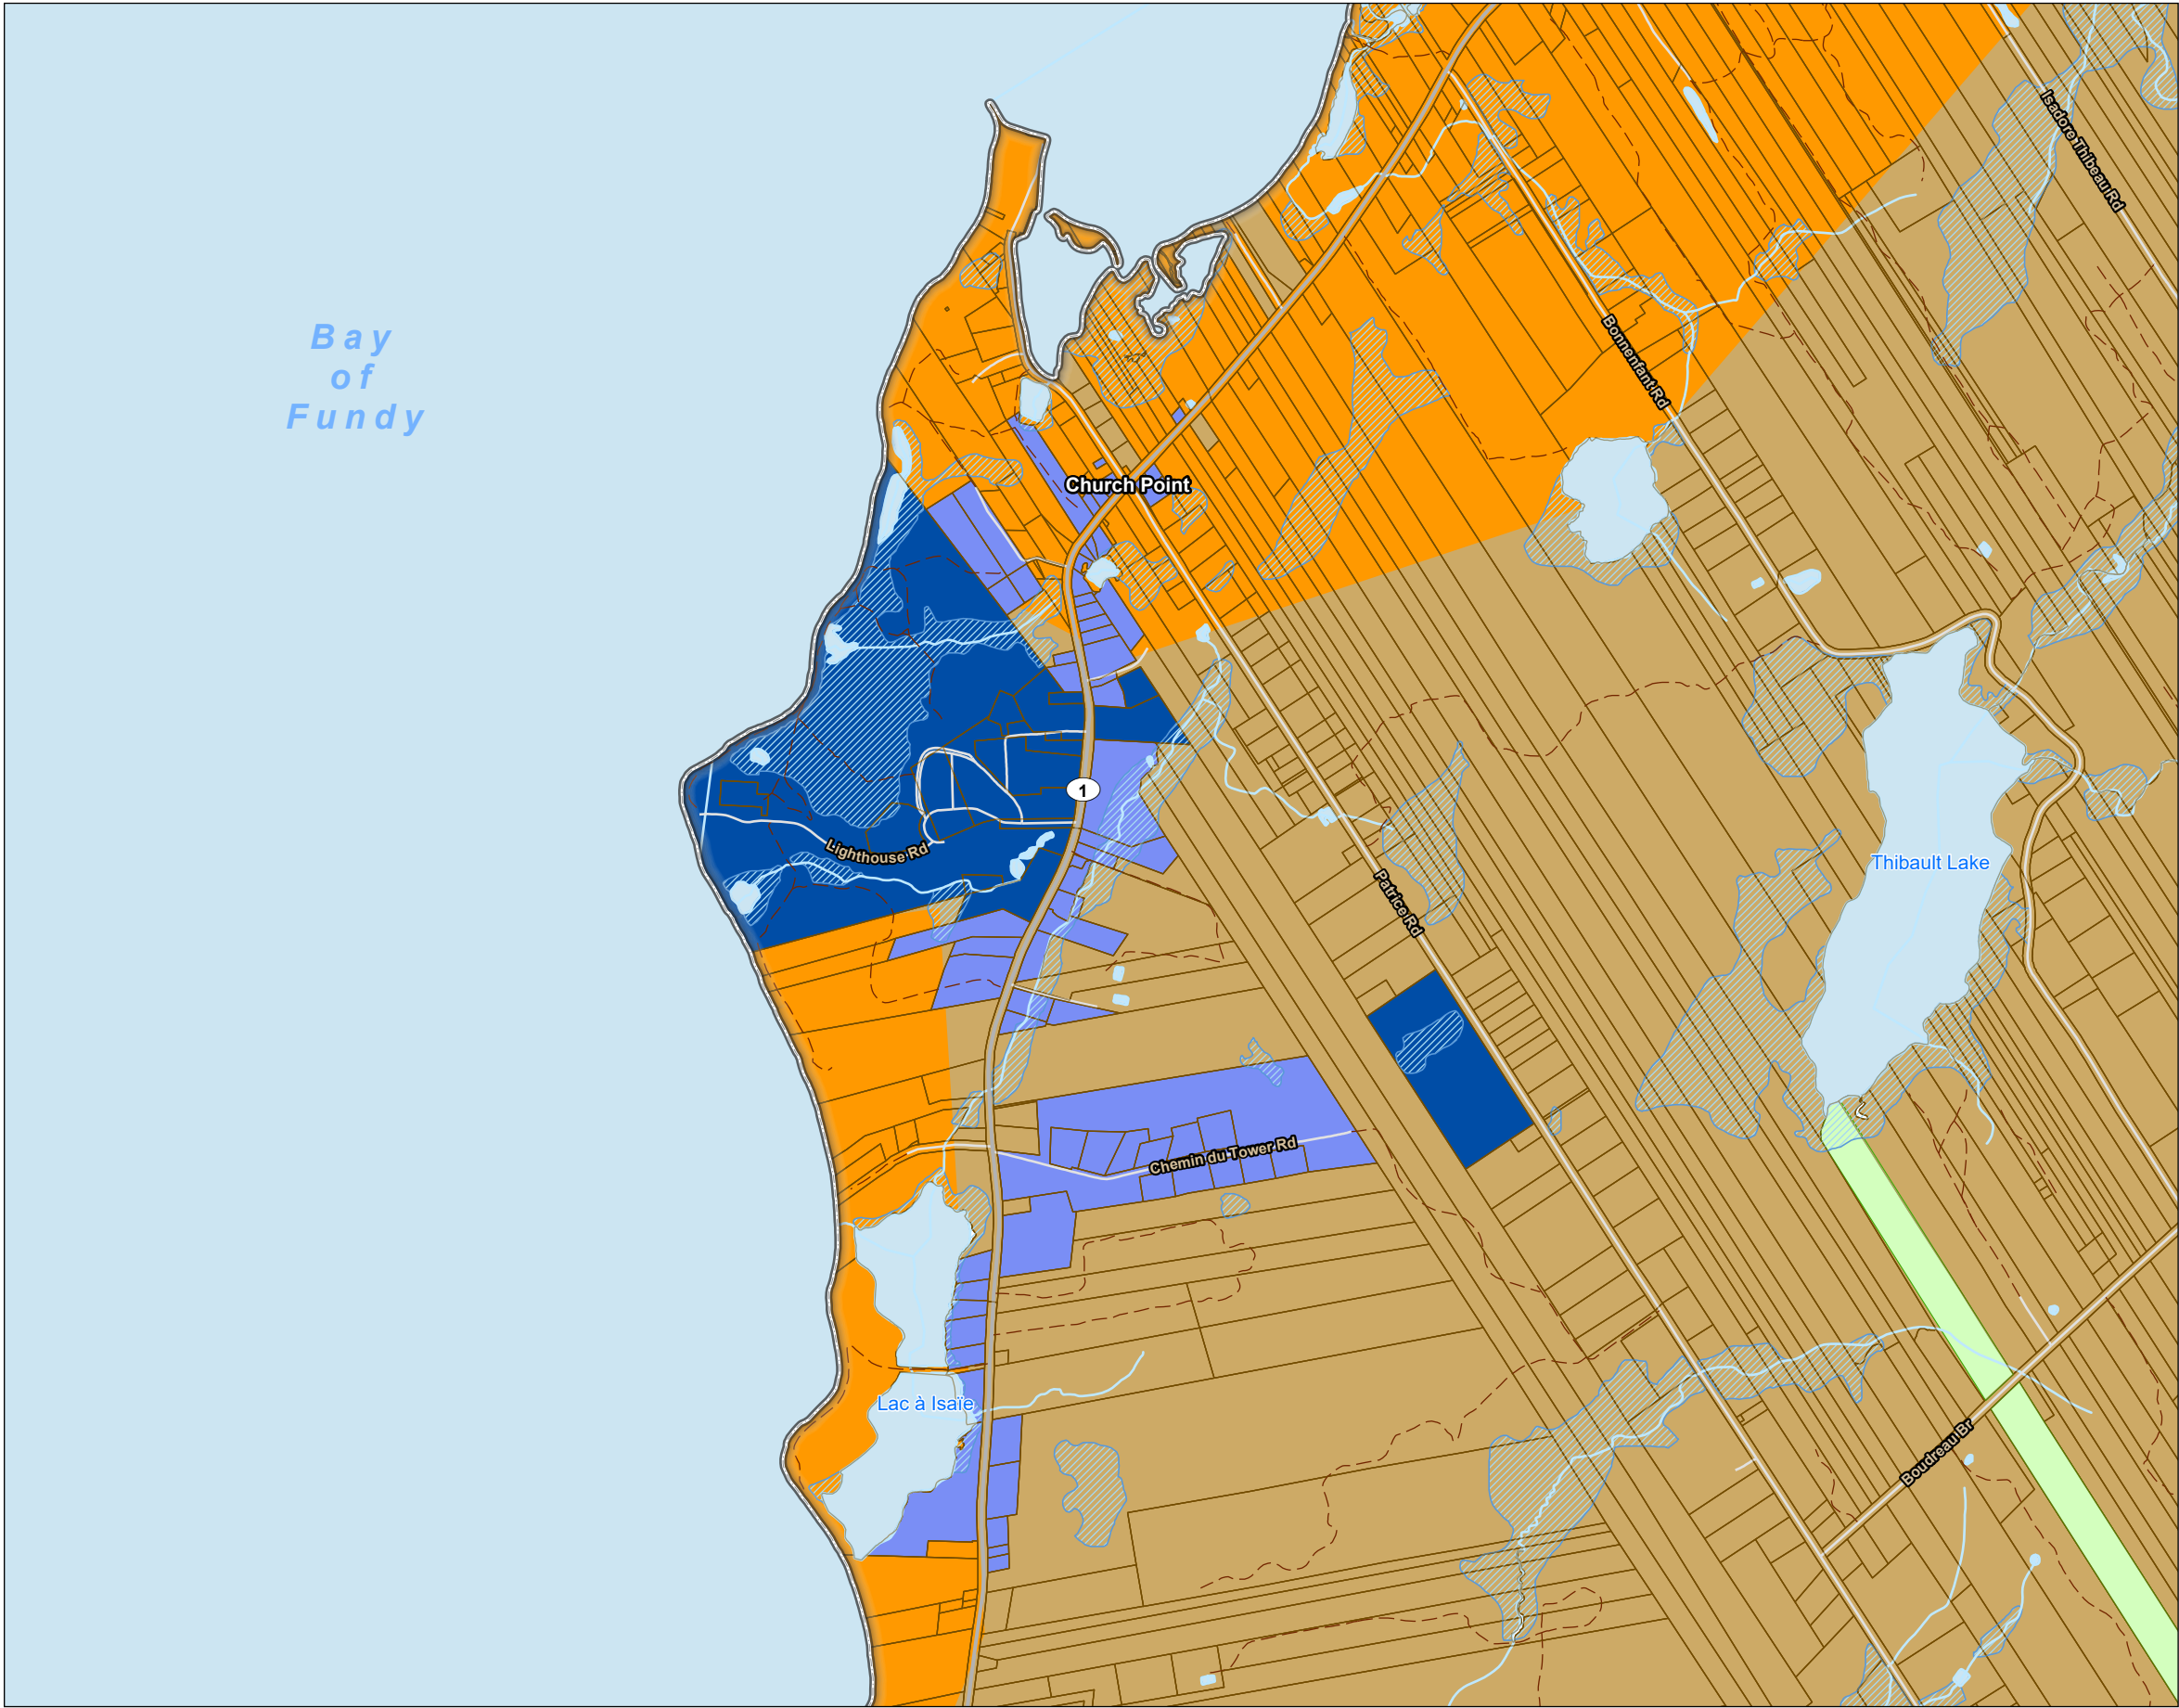 Isadore Thibeau Rd
Bay
of
Fundy
Bonnenfant Rd
Church Point
1
Lighthouse Rd
Thibault Lake
Patrice Rd
Chemin du Tower Rd
Lac à Isaïe
Boudreau Br